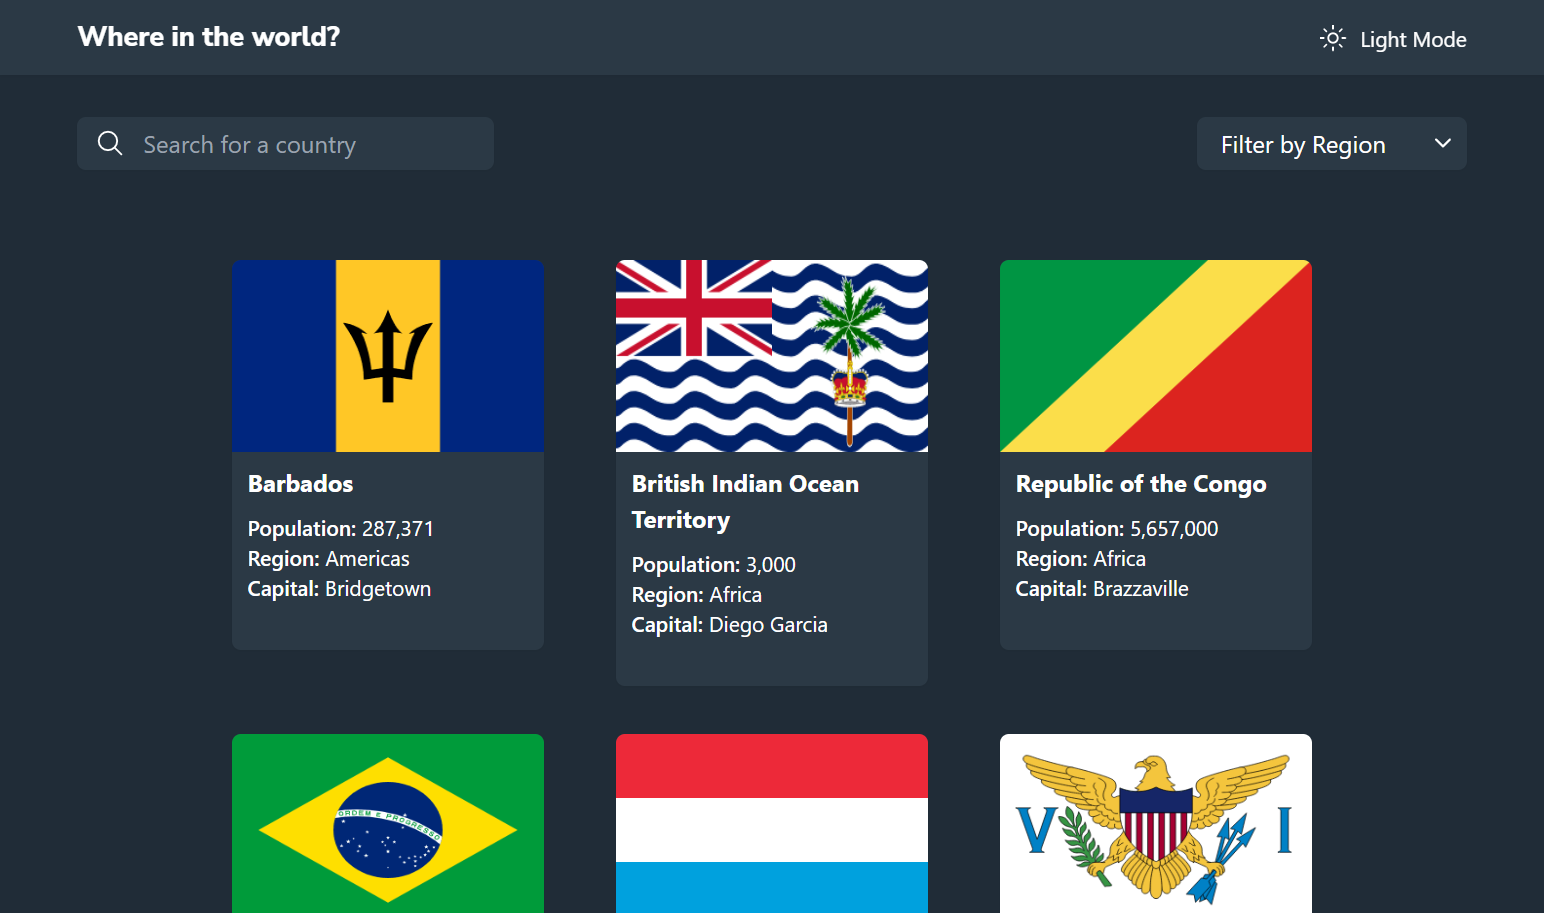 Where in the world?
Light Mode
Search for a country
Filter by Region
Barbados
Population: 287,371
Region: Americas
Capital: Bridgetown
British Indian Ocean
Territory
Population: 3,000
Region: Africa
Capital: Diego Garcia
Republic of the Congo
Population: 5,657,000
Region: Africa
Capital: Brazzaville
ORDEM E PROGRESSO
V I